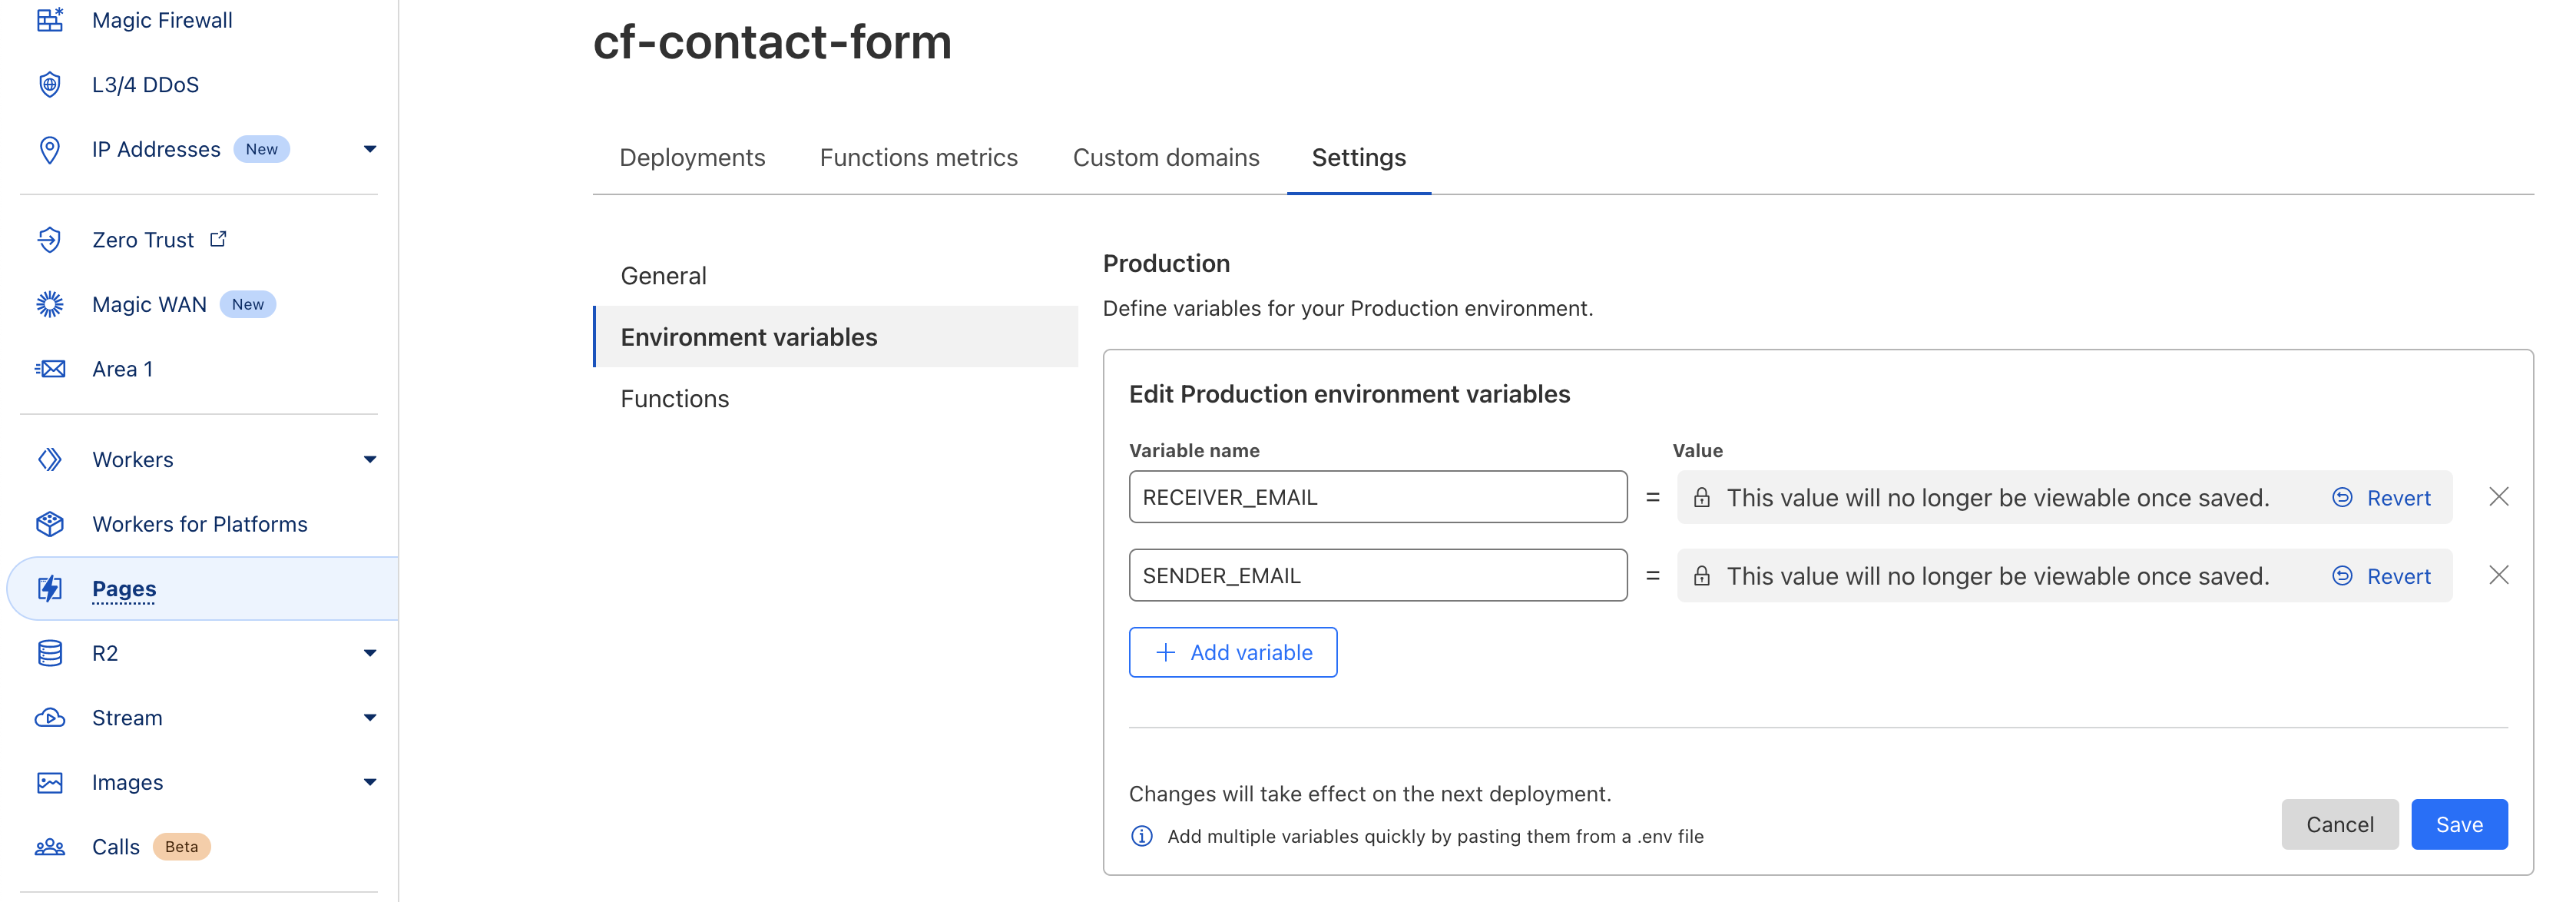 Magic Firewall
L3/4 DDoS
IP Addresses New
Zero Trust
Magic WAN New
Area 1
Workers
Workers for Platforms
Pages
R2
Stream
Images
Calls Beta
cf-contact-form
Deployments Functions metrics Custom domains Settings
General
Environment variables
Functions
Production
Define variables for your Production environment.
Edit Production environment variables
Variable name Value
RECEIVER_EMAIL = This value will no longer be viewable once saved. Revert
SENDER_EMAIL = This value will no longer be viewable once saved. Revert
+ Add variable
Changes will take effect on the next deployment.
Add multiple variables quickly by pasting them from a .env file
Cancel Save